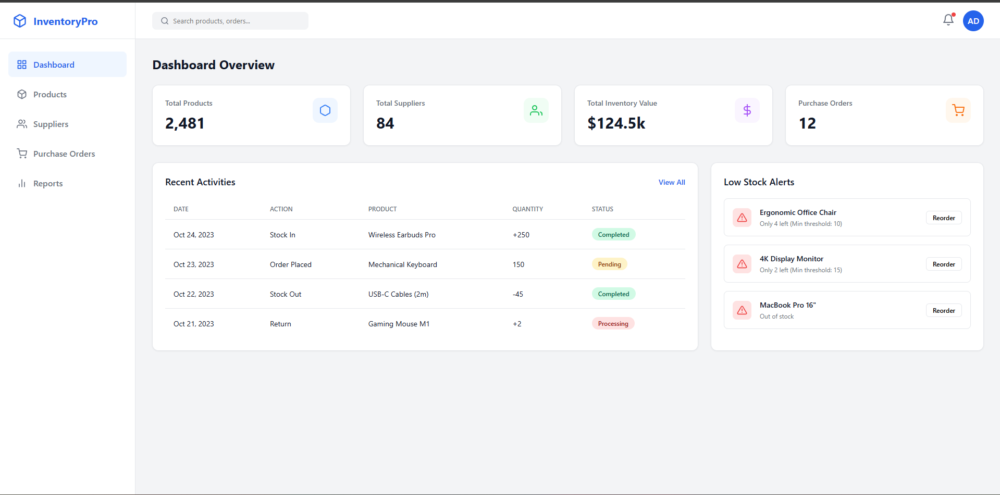 InventoryPro
Search products, orders...
AD
Dashboard
Products
Suppliers
Purchase Orders
Reports
Dashboard Overview
Total Products
2,481
Total Suppliers
84
Total Inventory Value
$124.5k
Purchase Orders
12
Recent Activities
View All
DATE ACTION PRODUCT QUANTITY STATUS
Oct 24, 2023 Stock In Wireless Earbuds Pro +250 Completed
Oct 23, 2023 Order Placed Mechanical Keyboard 150 Pending
Oct 22, 2023 Stock Out USB-C Cables (2m) -45 Completed
Oct 21, 2023 Return Gaming Mouse M1 +2 Processing
Low Stock Alerts
Ergonomic Office Chair
Only 4 left (Min threshold: 10)
Reorder
4K Display Monitor
Only 2 left (Min threshold: 15)
Reorder
MacBook Pro 16"
Out of stock
Reorder